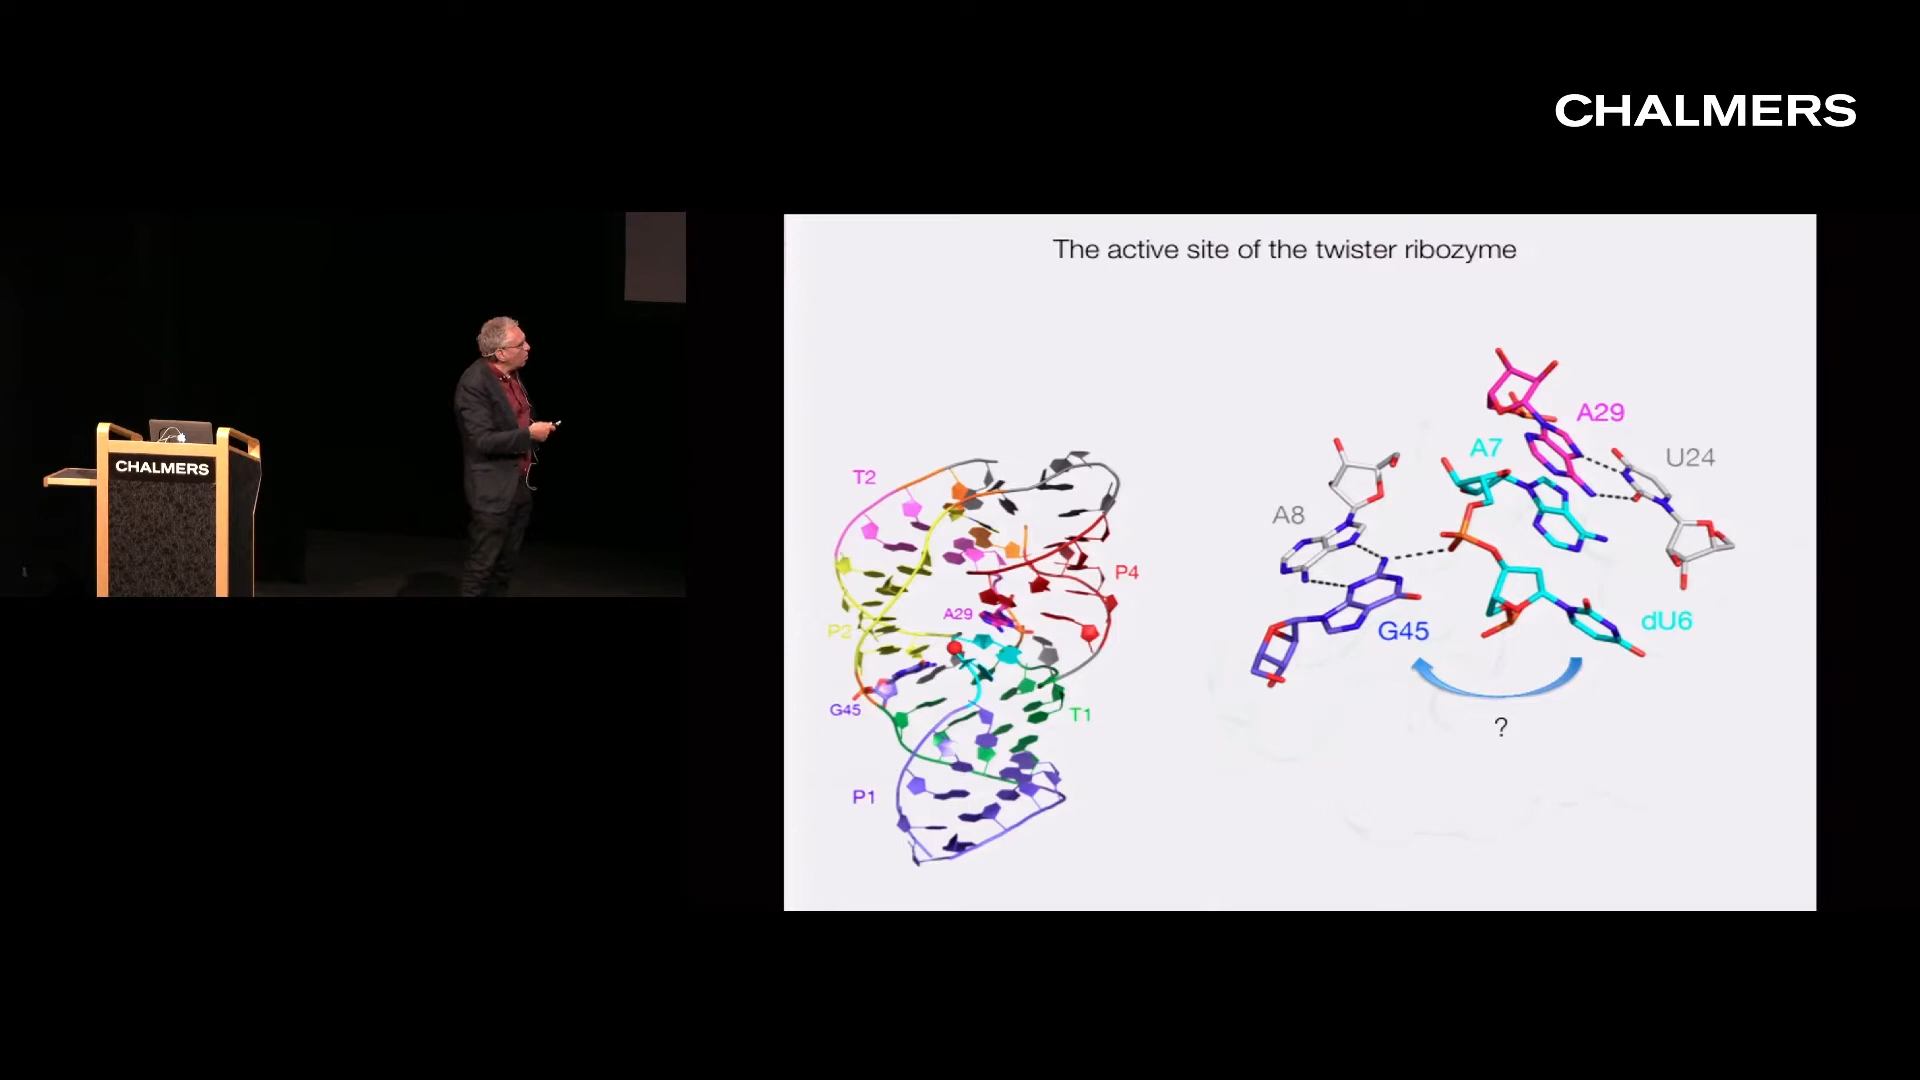 CHALMERS
CHALMERS
The active site of the twister ribozyme
T2
P4
A29
P2
G45
T1
P1
A29
A7
U24
A8
G45
dU6
?